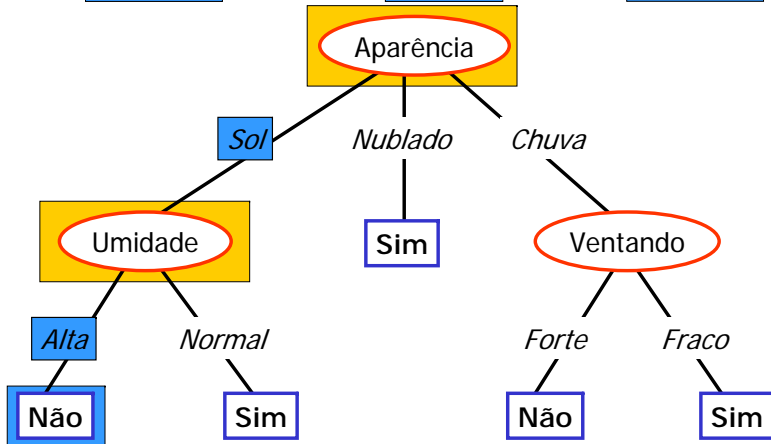 Aparência
Sol Nublado Chuva
Umidade Sim Ventando
Alta Normal Forte Fraco
Não Sim Não Sim